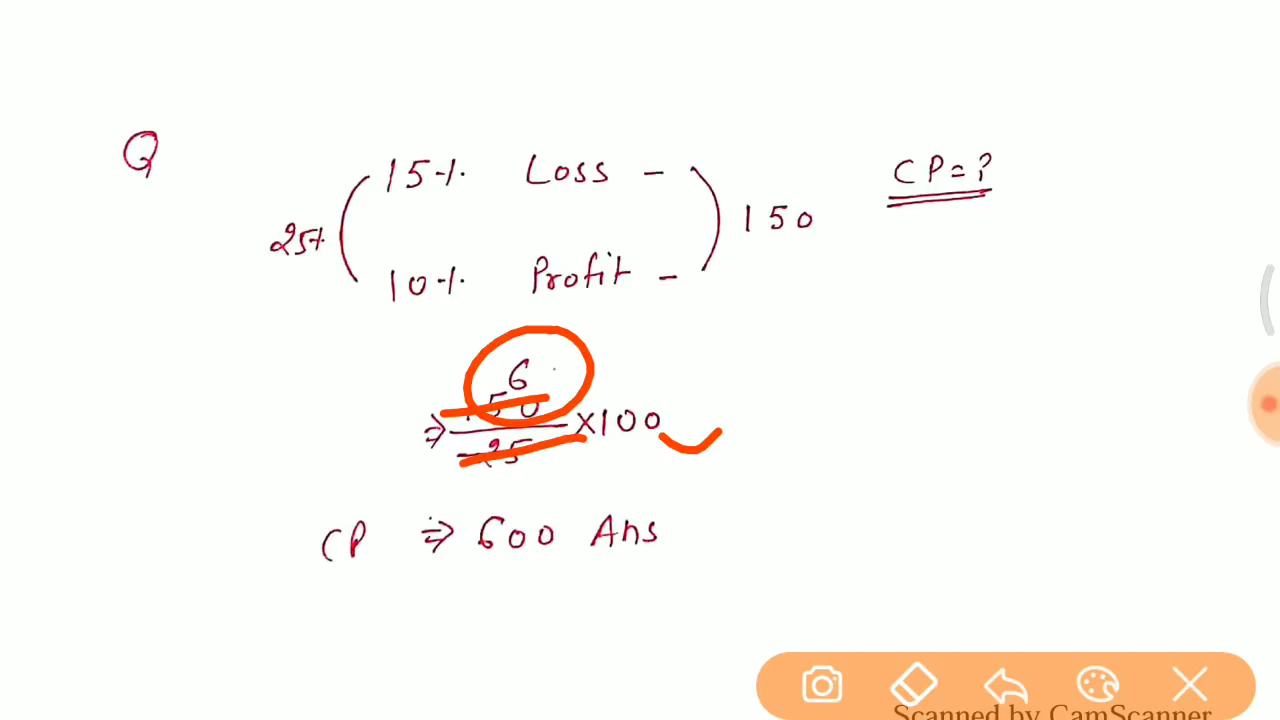 Q
15% Loss -
CP = ?
25%
150
10% Profit -
6
⇒ 150/25 × 100
CP ⇒ 600 Ans
Scanned by CamScanner